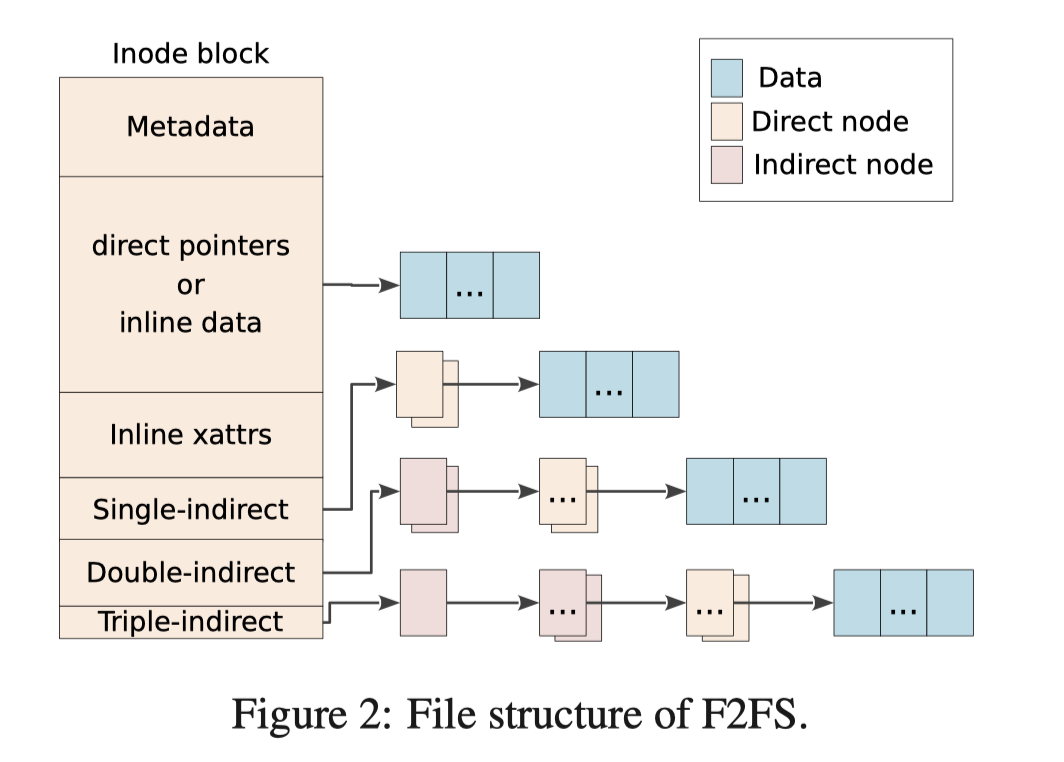 Inode block
Metadata
direct pointers
or
inline data
Inline xattrs
Single-indirect
Double-indirect
Triple-indirect
Data
Direct node
Indirect node
...
...
...
...
...
...
...
Figure 2: File structure of F2FS.